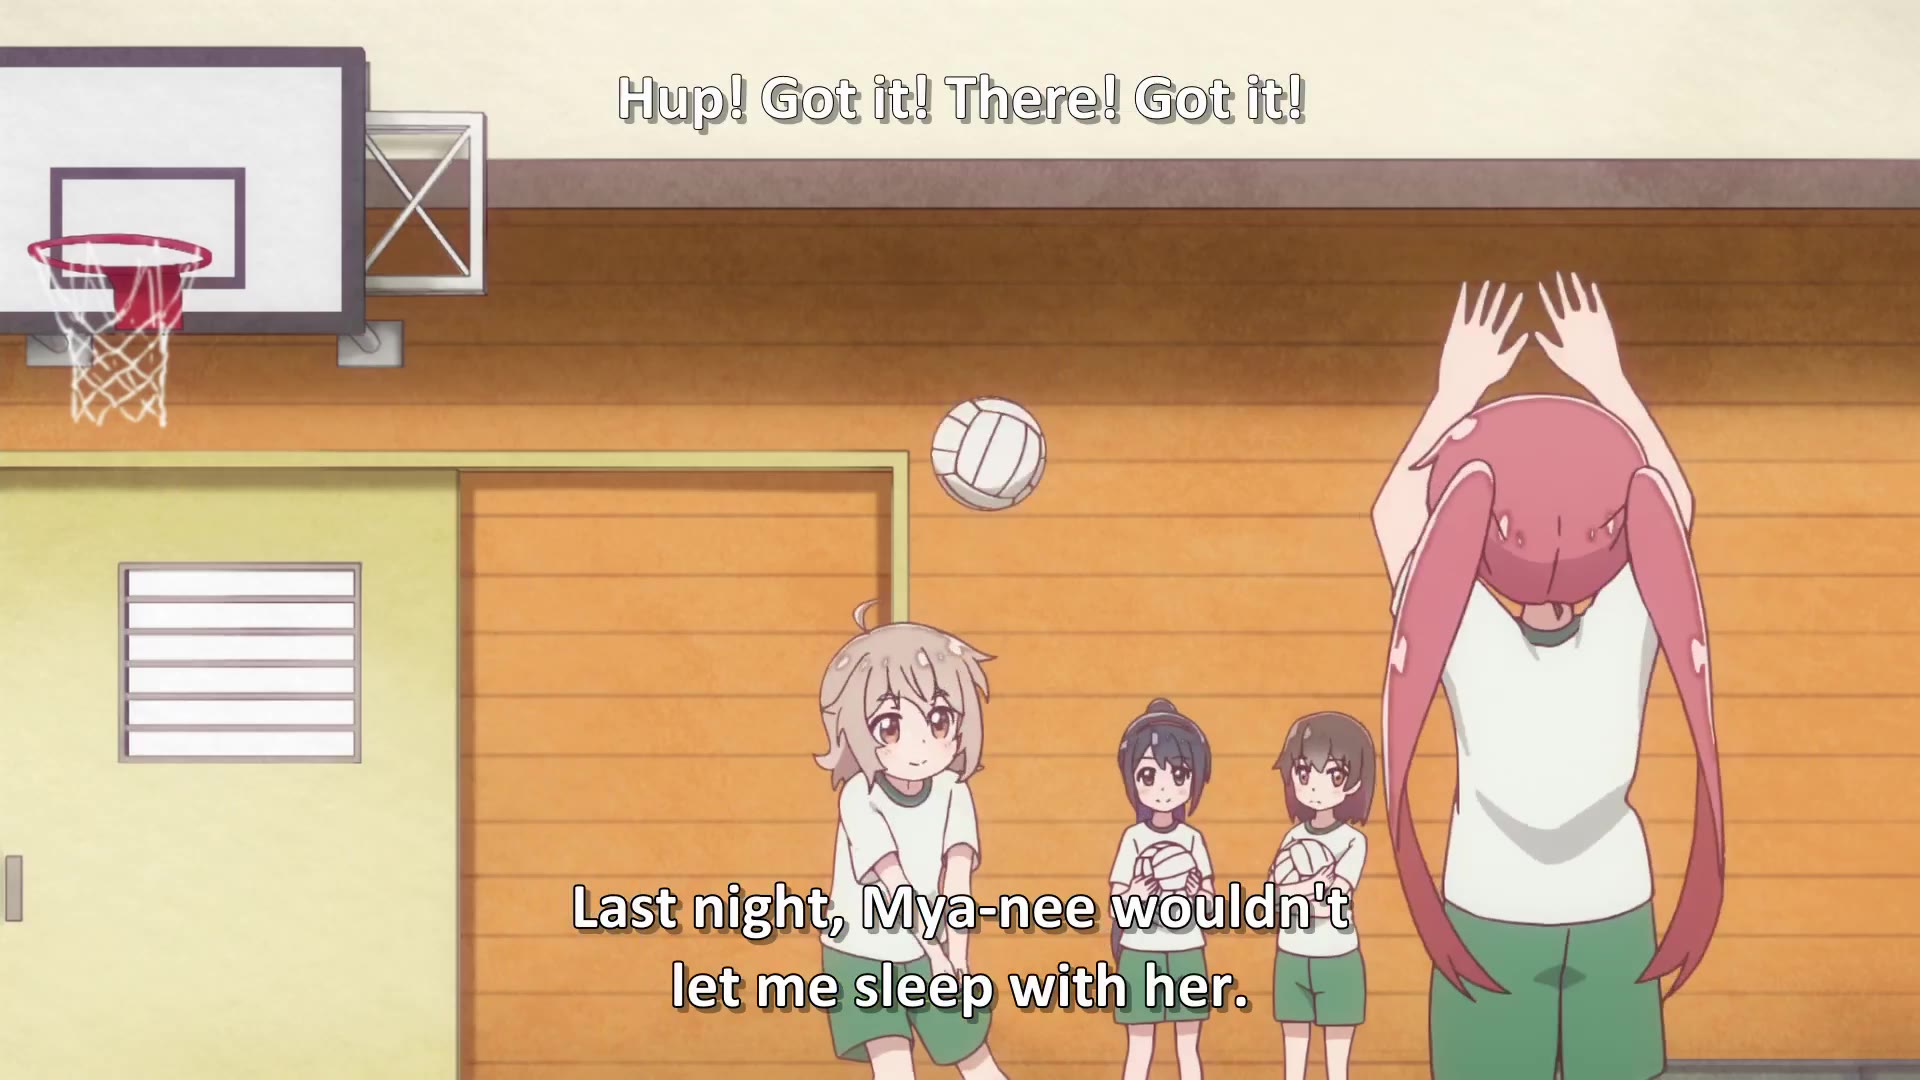 Hup! Got it! There! Got it!
Last night, Mya-nee wouldn't
let me sleep with her.